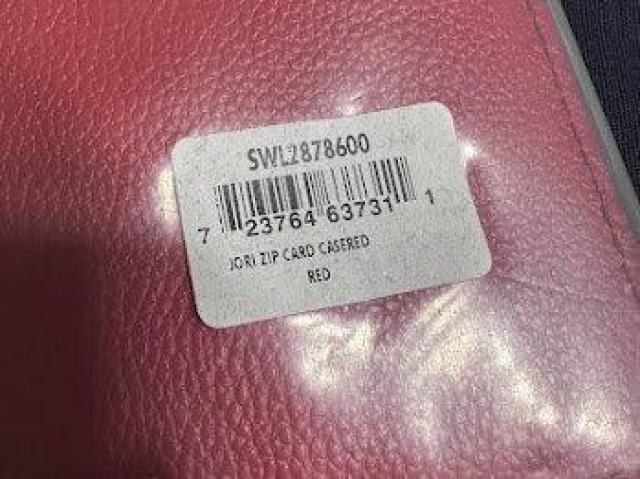 SWL2878600
7 23764 63731 1
JORI ZIP CARD CASERED
RED